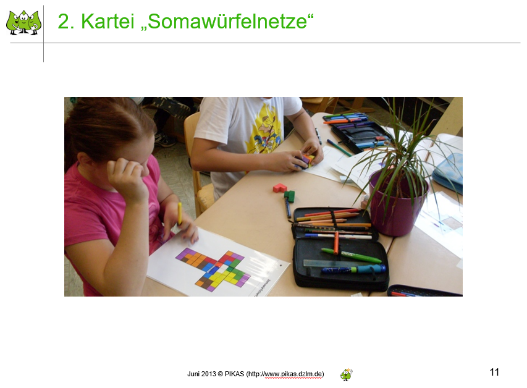 2. Kartei „Somawürfelnetze“
Juni 2013 © PIKAS (http://www.pikas.dzlm.de)
11